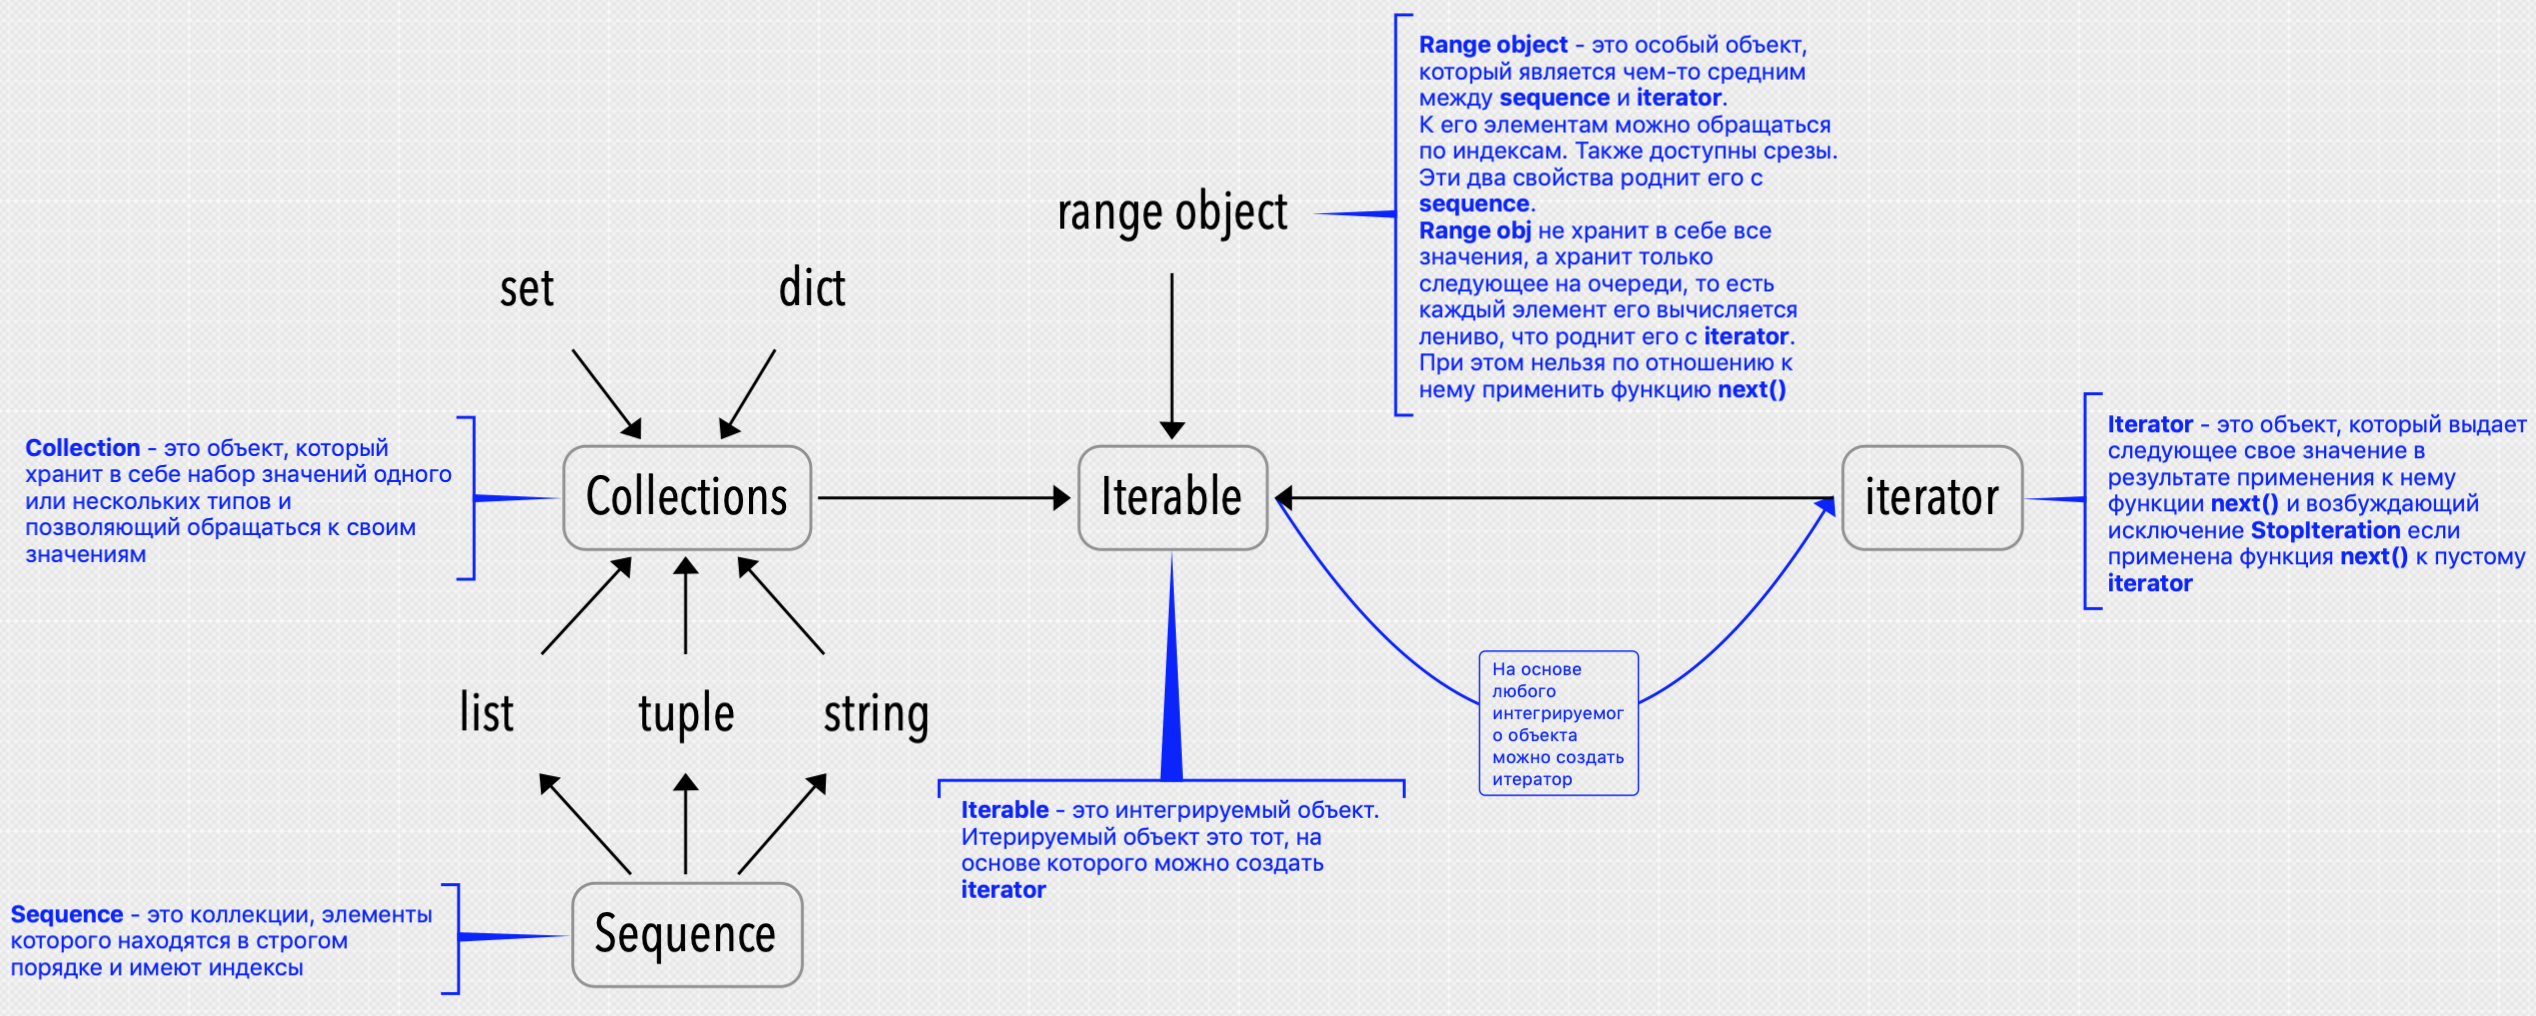 Range object - это особый объект,
который является чем-то средним
между sequence и iterator.
К его элементам можно обращаться
по индексам. Также доступны срезы.
Эти два свойства роднит его с
sequence.
Range obj не хранит в себе все
значения, а хранит только
следующее на очереди, то есть
каждый элемент его вычисляется
лениво, что роднит его с iterator.
При этом нельзя по отношению к
нему применить функцию next()
range object
set
dict
Collection - это объект, который
хранит в себе набор значений одного
или нескольких типов и
позволяющий обращаться к своим
значениям
Collections
Iterable
iterator
Iterator - это объект, который выдает
следующее свое значение в
результате применения к нему
функции next() и возбуждающий
исключение StopIteration если
применена функция next() к пустому
iterator
list
tuple
string
На основе
любого
интегрируемог
о объекта
можно создать
итератор
Iterable - это интегрируемый объект.
Итерируемый объект это тот, на
основе которого можно создать
iterator
Sequence - это коллекции, элементы
которого находятся в строгом
порядке и имеют индексы
Sequence